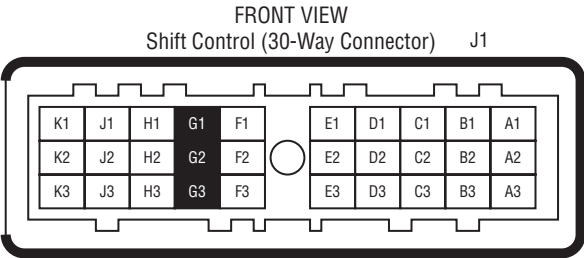 FRONT VIEW
Shift Control (30-Way Connector) J1
K1 J1 H1 G1 F1 E1 D1 C1 B1 A1
K2 J2 H2 G2 F2 E2 D2 C2 B2 A2
K3 J3 H3 G3 F3 E3 D3 C3 B3 A3